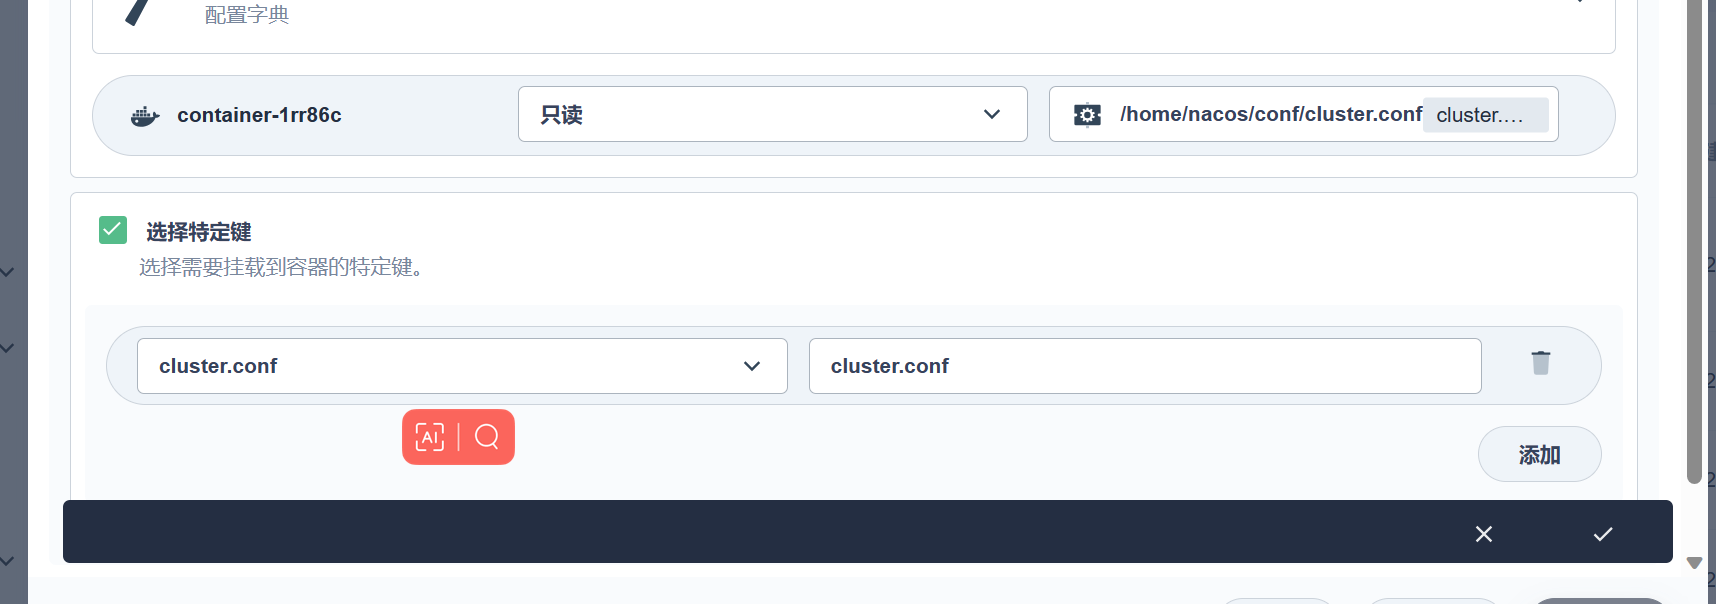 配置字典
container-1rr86c
只读
/home/nacos/conf/cluster.conf
cluster....
选择特定键
选择需要挂载到容器的特定键。
cluster.conf
cluster.conf
AI
添加